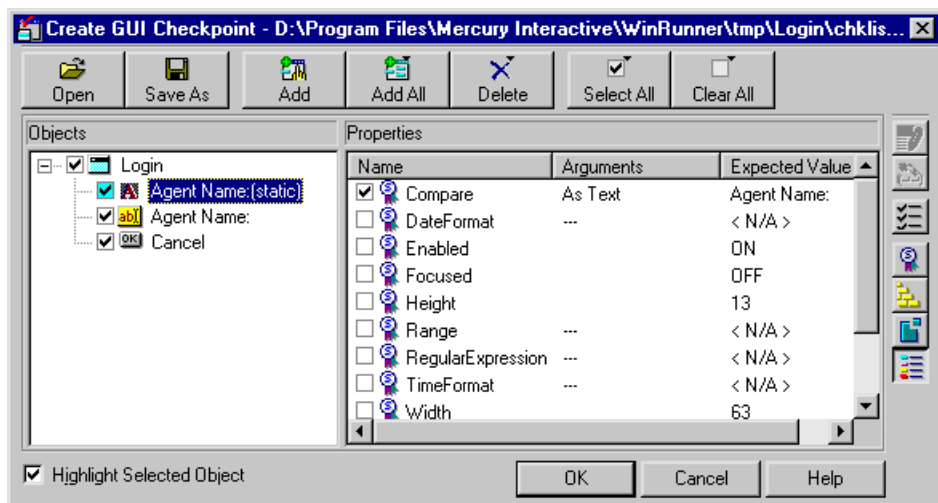 Create GUI Checkpoint - D:\Program Files\Mercury Interactive\WinRunner\tmp\Login\chklis...
Open Save As Add Add All Delete Select All Clear All
Objects
Login
Agent Name:(static)
ab Agent Name:
OK Cancel
Properties
Name Arguments Expected Value
S Compare As Text Agent Name:
S DateFormat --- < N/A >
S Enabled ON
S Focused OFF
S Height 13
S Range --- < N/A >
S RegularExpression --- < N/A >
S TimeFormat --- < N/A >
S Width 63
Highlight Selected Object
OK Cancel Help